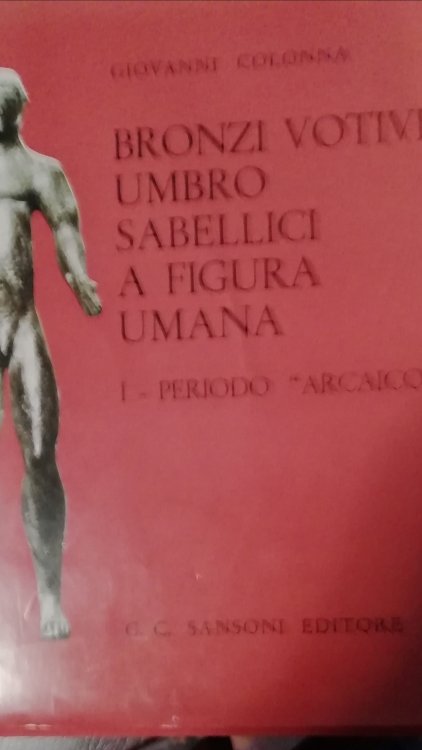 GIOVANNI COLONNA
BRONZI VOTIVI
UMBRO
SABELLICI
A FIGURA
UMANA
I - PERIODO "ARCAICO
G. C. SANSONI EDITORE